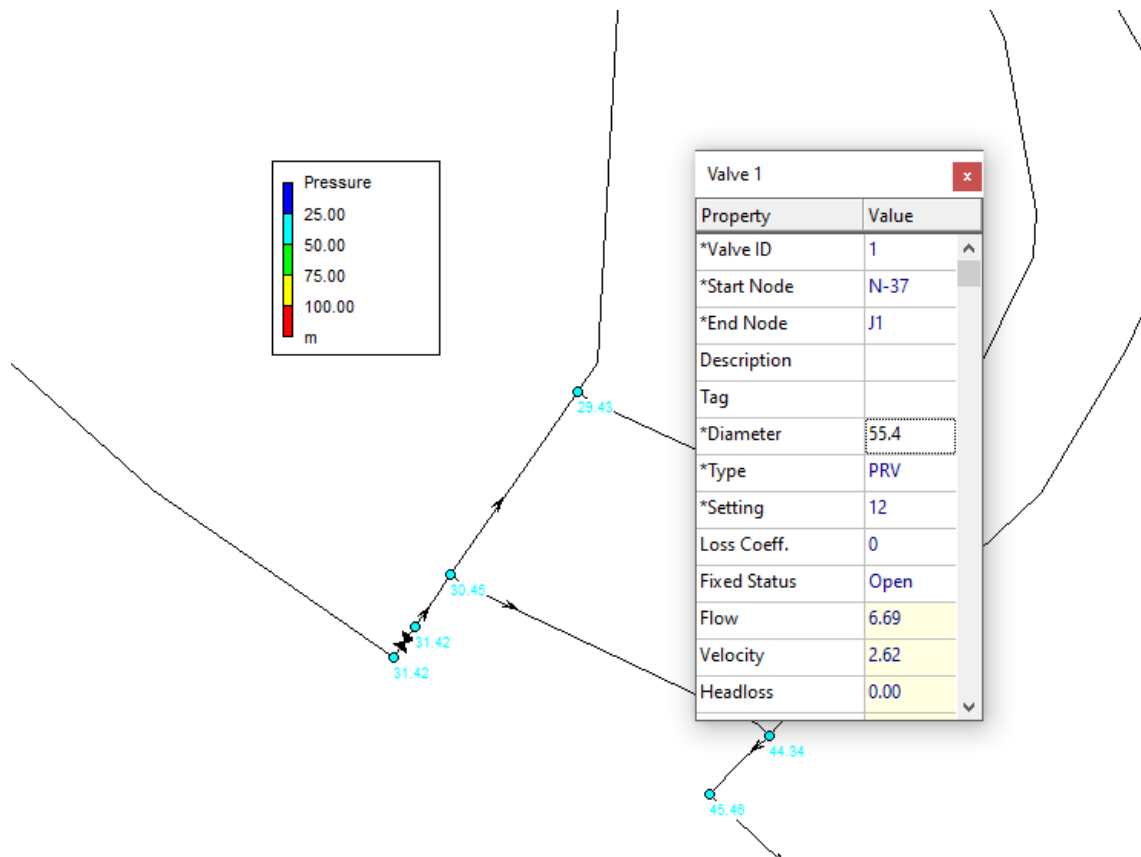 Pressure
25.00
50.00
75.00
100.00
m
29.43
30.45
31.42
31.42
44.34
45.46
Valve 1
x
Property Value
*Valve ID 1
*Start Node N-37
*End Node J1
Description
Tag
*Diameter 55.4
*Type PRV
*Setting 12
Loss Coeff. 0
Fixed Status Open
Flow 6.69
Velocity 2.62
Headloss 0.00